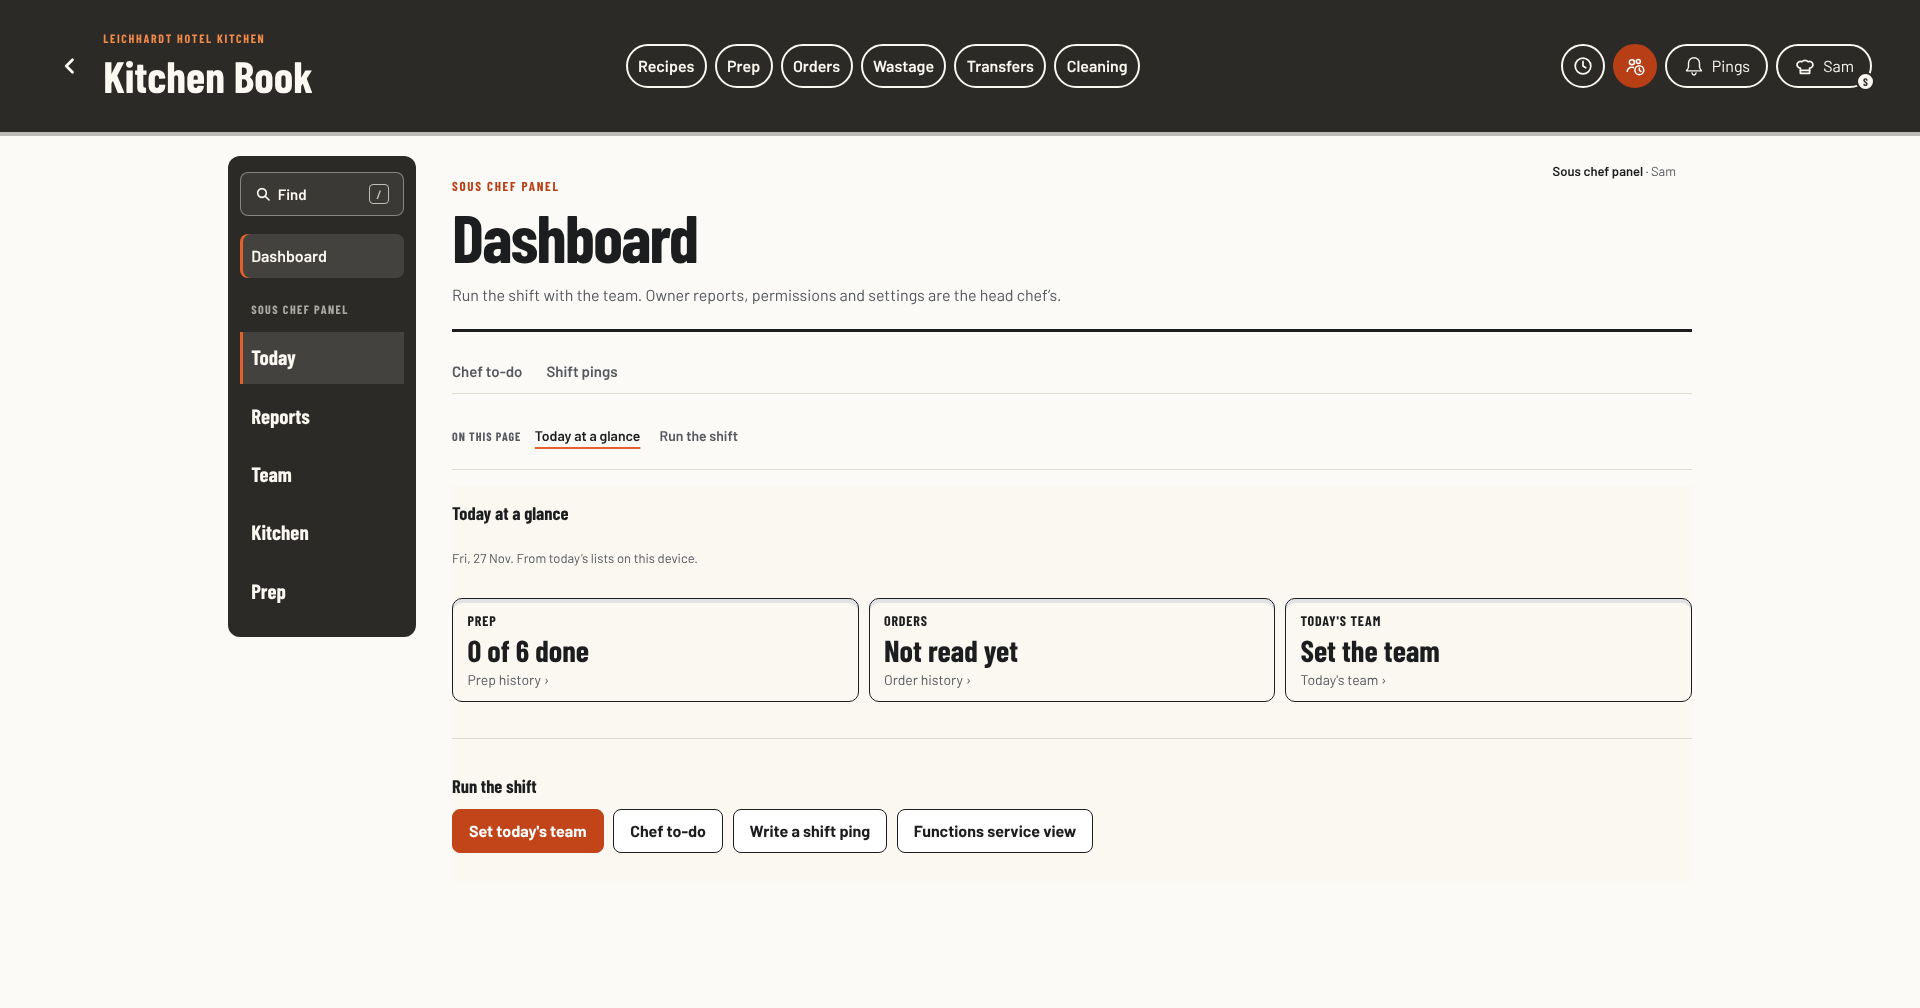 LEICHHARDT HOTEL KITCHEN
Kitchen Book
Recipes
Prep
Orders
Wastage
Transfers
Cleaning
Pings
Sam
S
Find
/
Dashboard
SOUS CHEF PANEL
Today
Reports
Team
Kitchen
Prep
Sous chef panel · Sam
SOUS CHEF PANEL
Dashboard
Run the shift with the team. Owner reports, permissions and settings are the head chef’s.
Chef to-do
Shift pings
ON THIS PAGE
Today at a glance
Run the shift
Today at a glance
Fri, 27 Nov. From today’s lists on this device.
PREP
0 of 6 done
Prep history ›
ORDERS
Not read yet
Order history ›
TODAY'S TEAM
Set the team
Today's team ›
Run the shift
Set today's team
Chef to-do
Write a shift ping
Functions service view